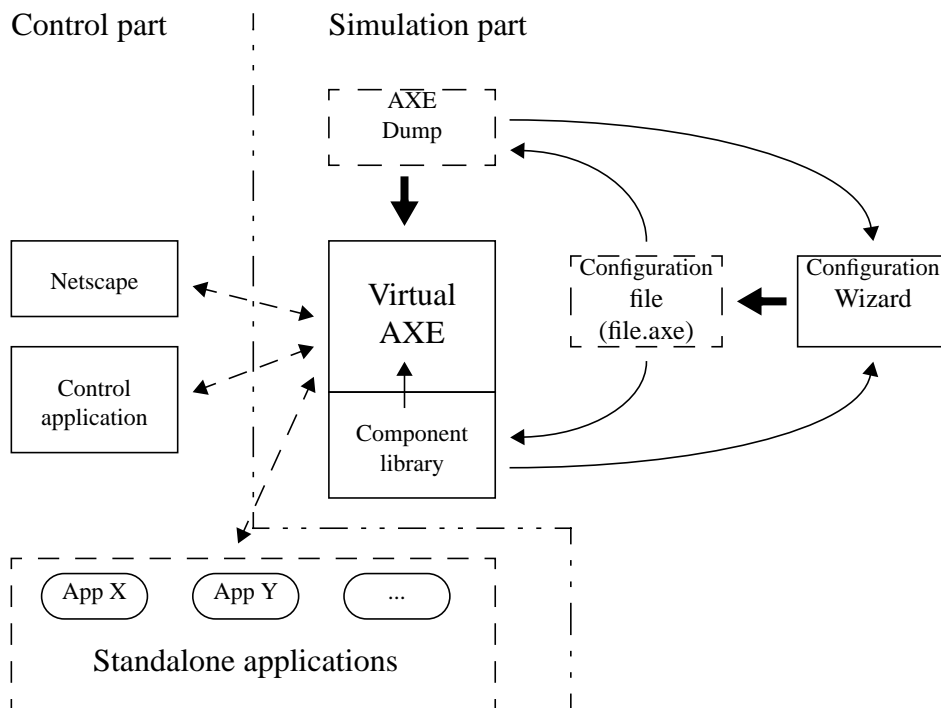 Control part
Simulation part
AXE
Dump
Netscape
Virtual
AXE
Configuration
file
(file.axe)
Configuration
Wizard
Control
application
Component
library
App X
App Y
...
Standalone applications